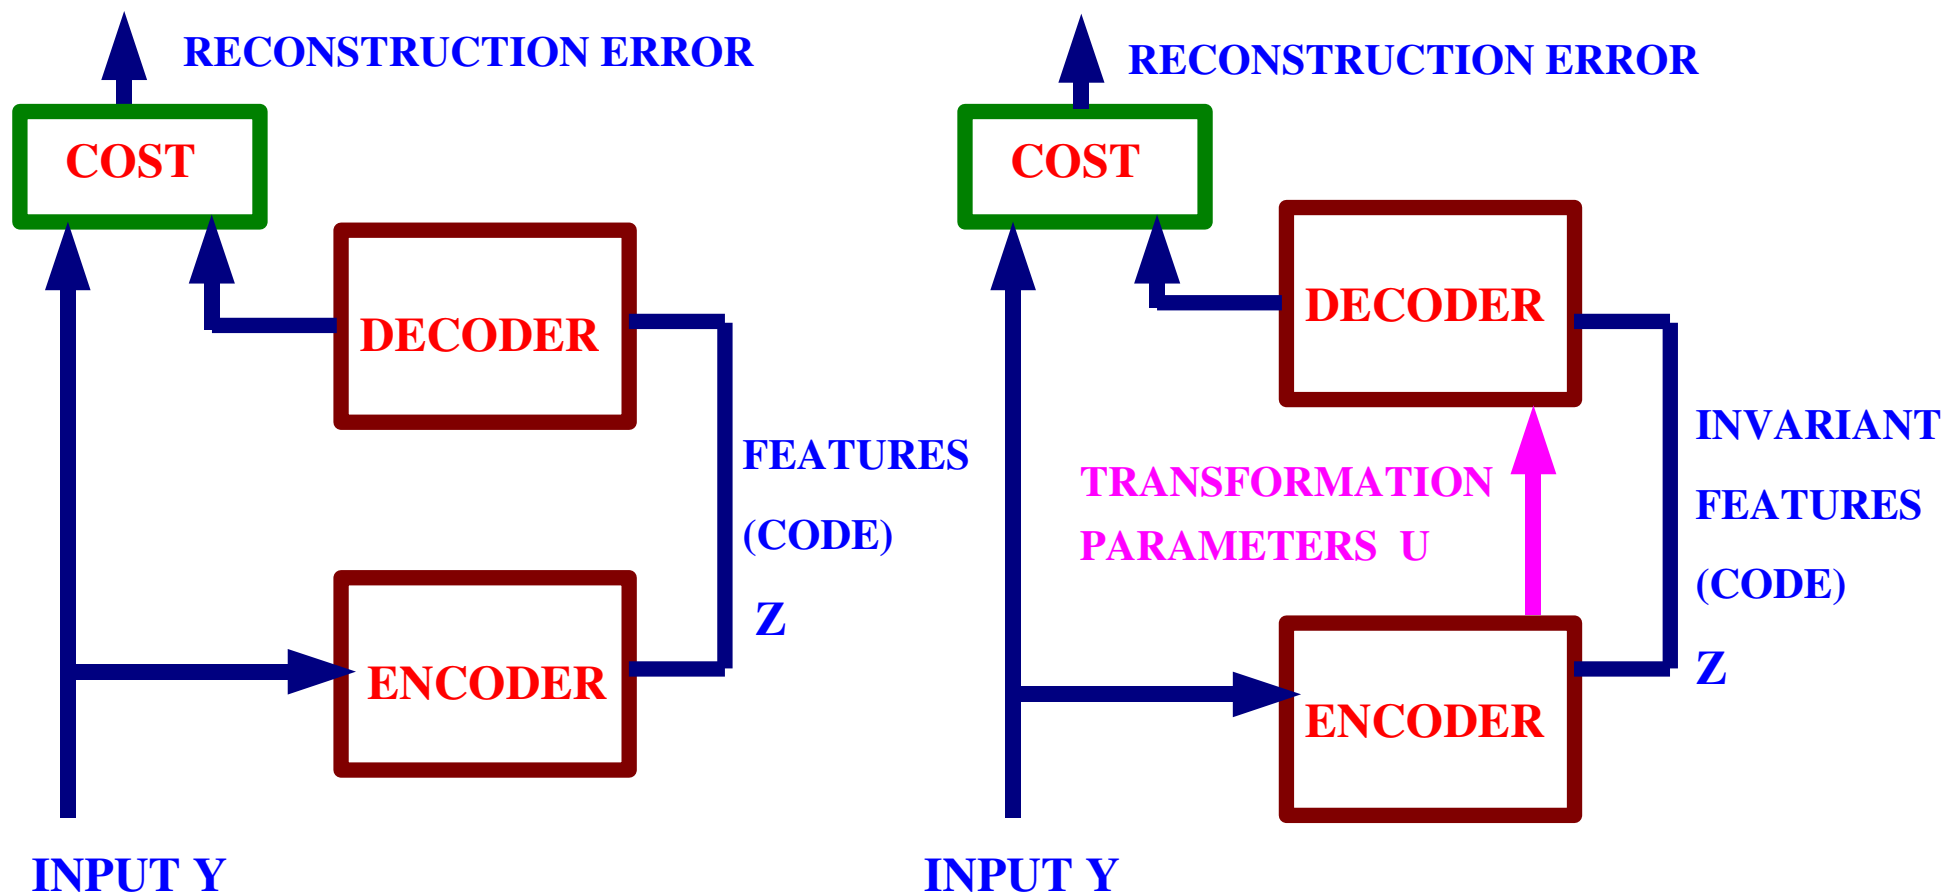 RECONSTRUCTION ERROR
COST
DECODER
FEATURES
(CODE)
Z
ENCODER
INPUT Y
RECONSTRUCTION ERROR
COST
DECODER
INVARIANT
FEATURES
(CODE)
Z
TRANSFORMATION
PARAMETERS U
ENCODER
INPUT Y